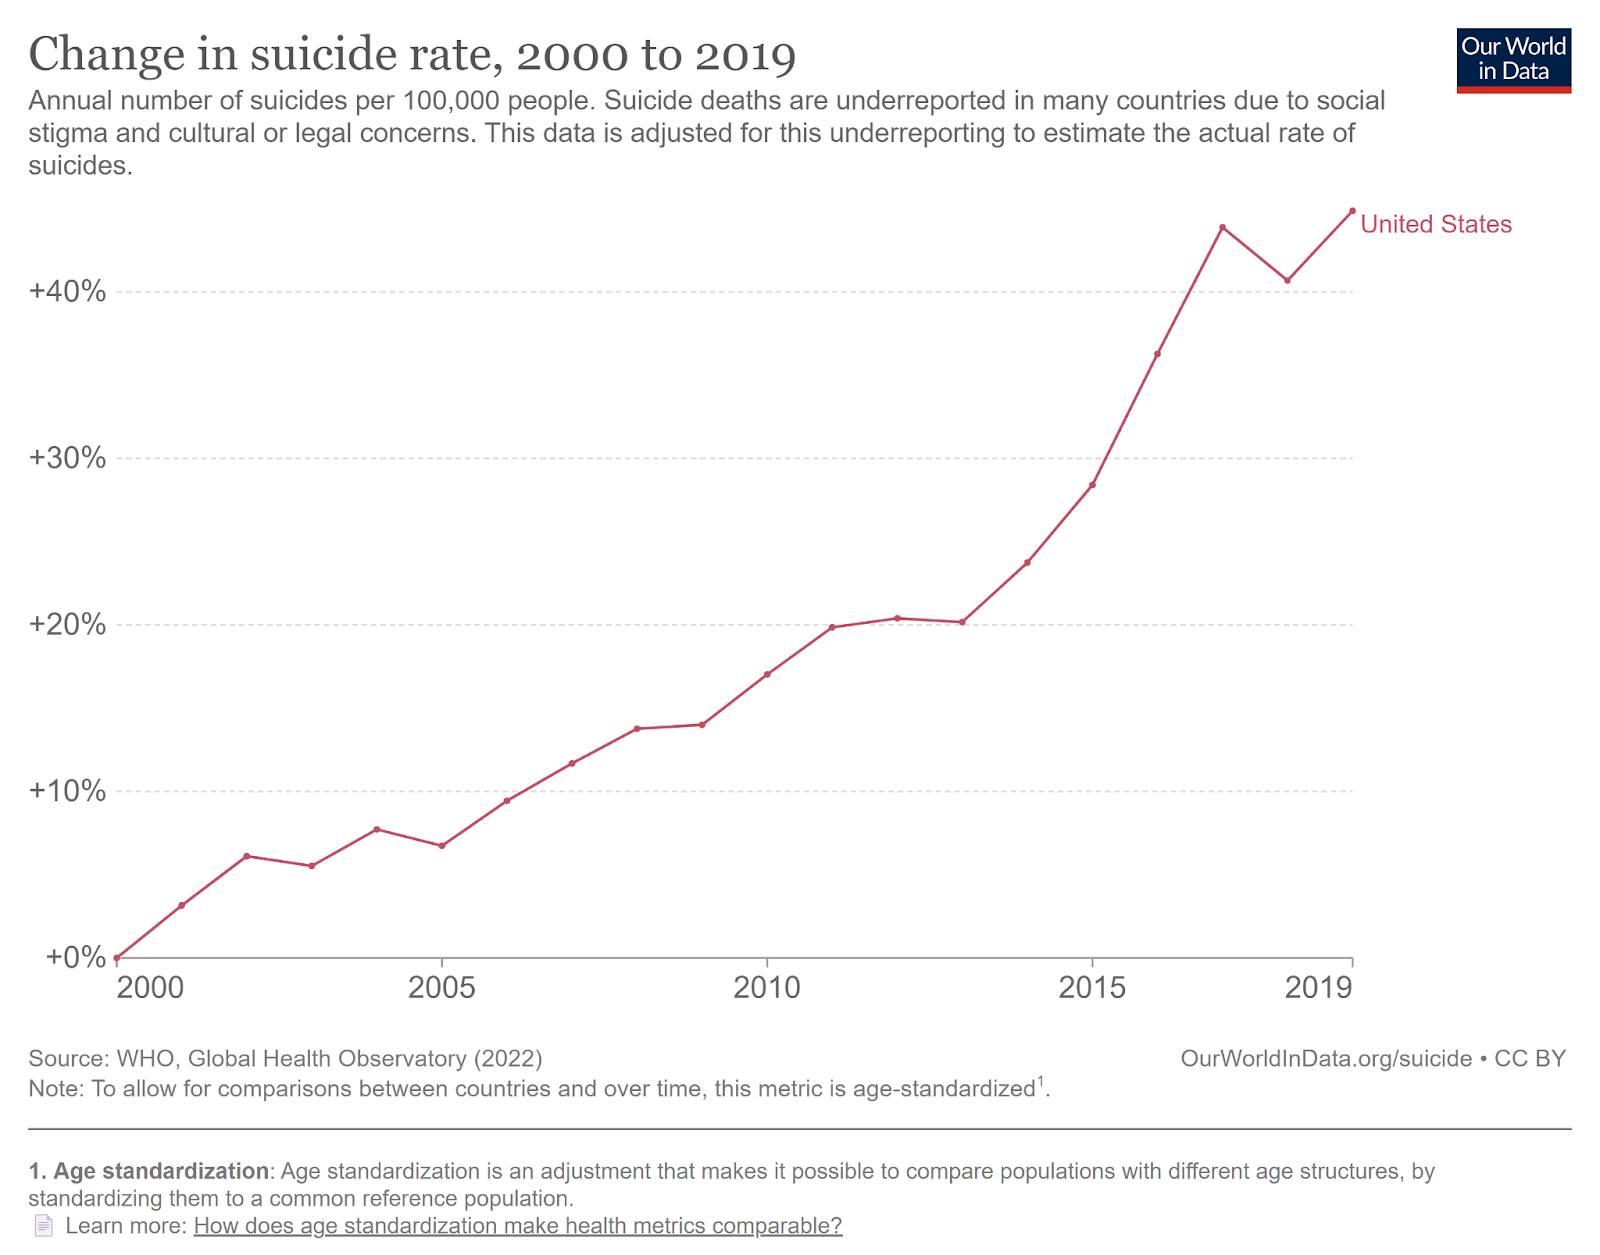 Change in suicide rate, 2000 to 2019
Our World
in Data
Annual number of suicides per 100,000 people. Suicide deaths are underreported in many countries due to social
stigma and cultural or legal concerns. This data is adjusted for this underreporting to estimate the actual rate of
suicides.
United States
+40%
+30%
+20%
+10%
+0%
2000 2005 2010 2015 2019
Source: WHO, Global Health Observatory (2022)
OurWorldInData.org/suicide • CC BY
Note: To allow for comparisons between countries and over time, this metric is age-standardized¹.
1. Age standardization: Age standardization is an adjustment that makes it possible to compare populations with different age structures, by
standardizing them to a common reference population.
Learn more: How does age standardization make health metrics comparable?